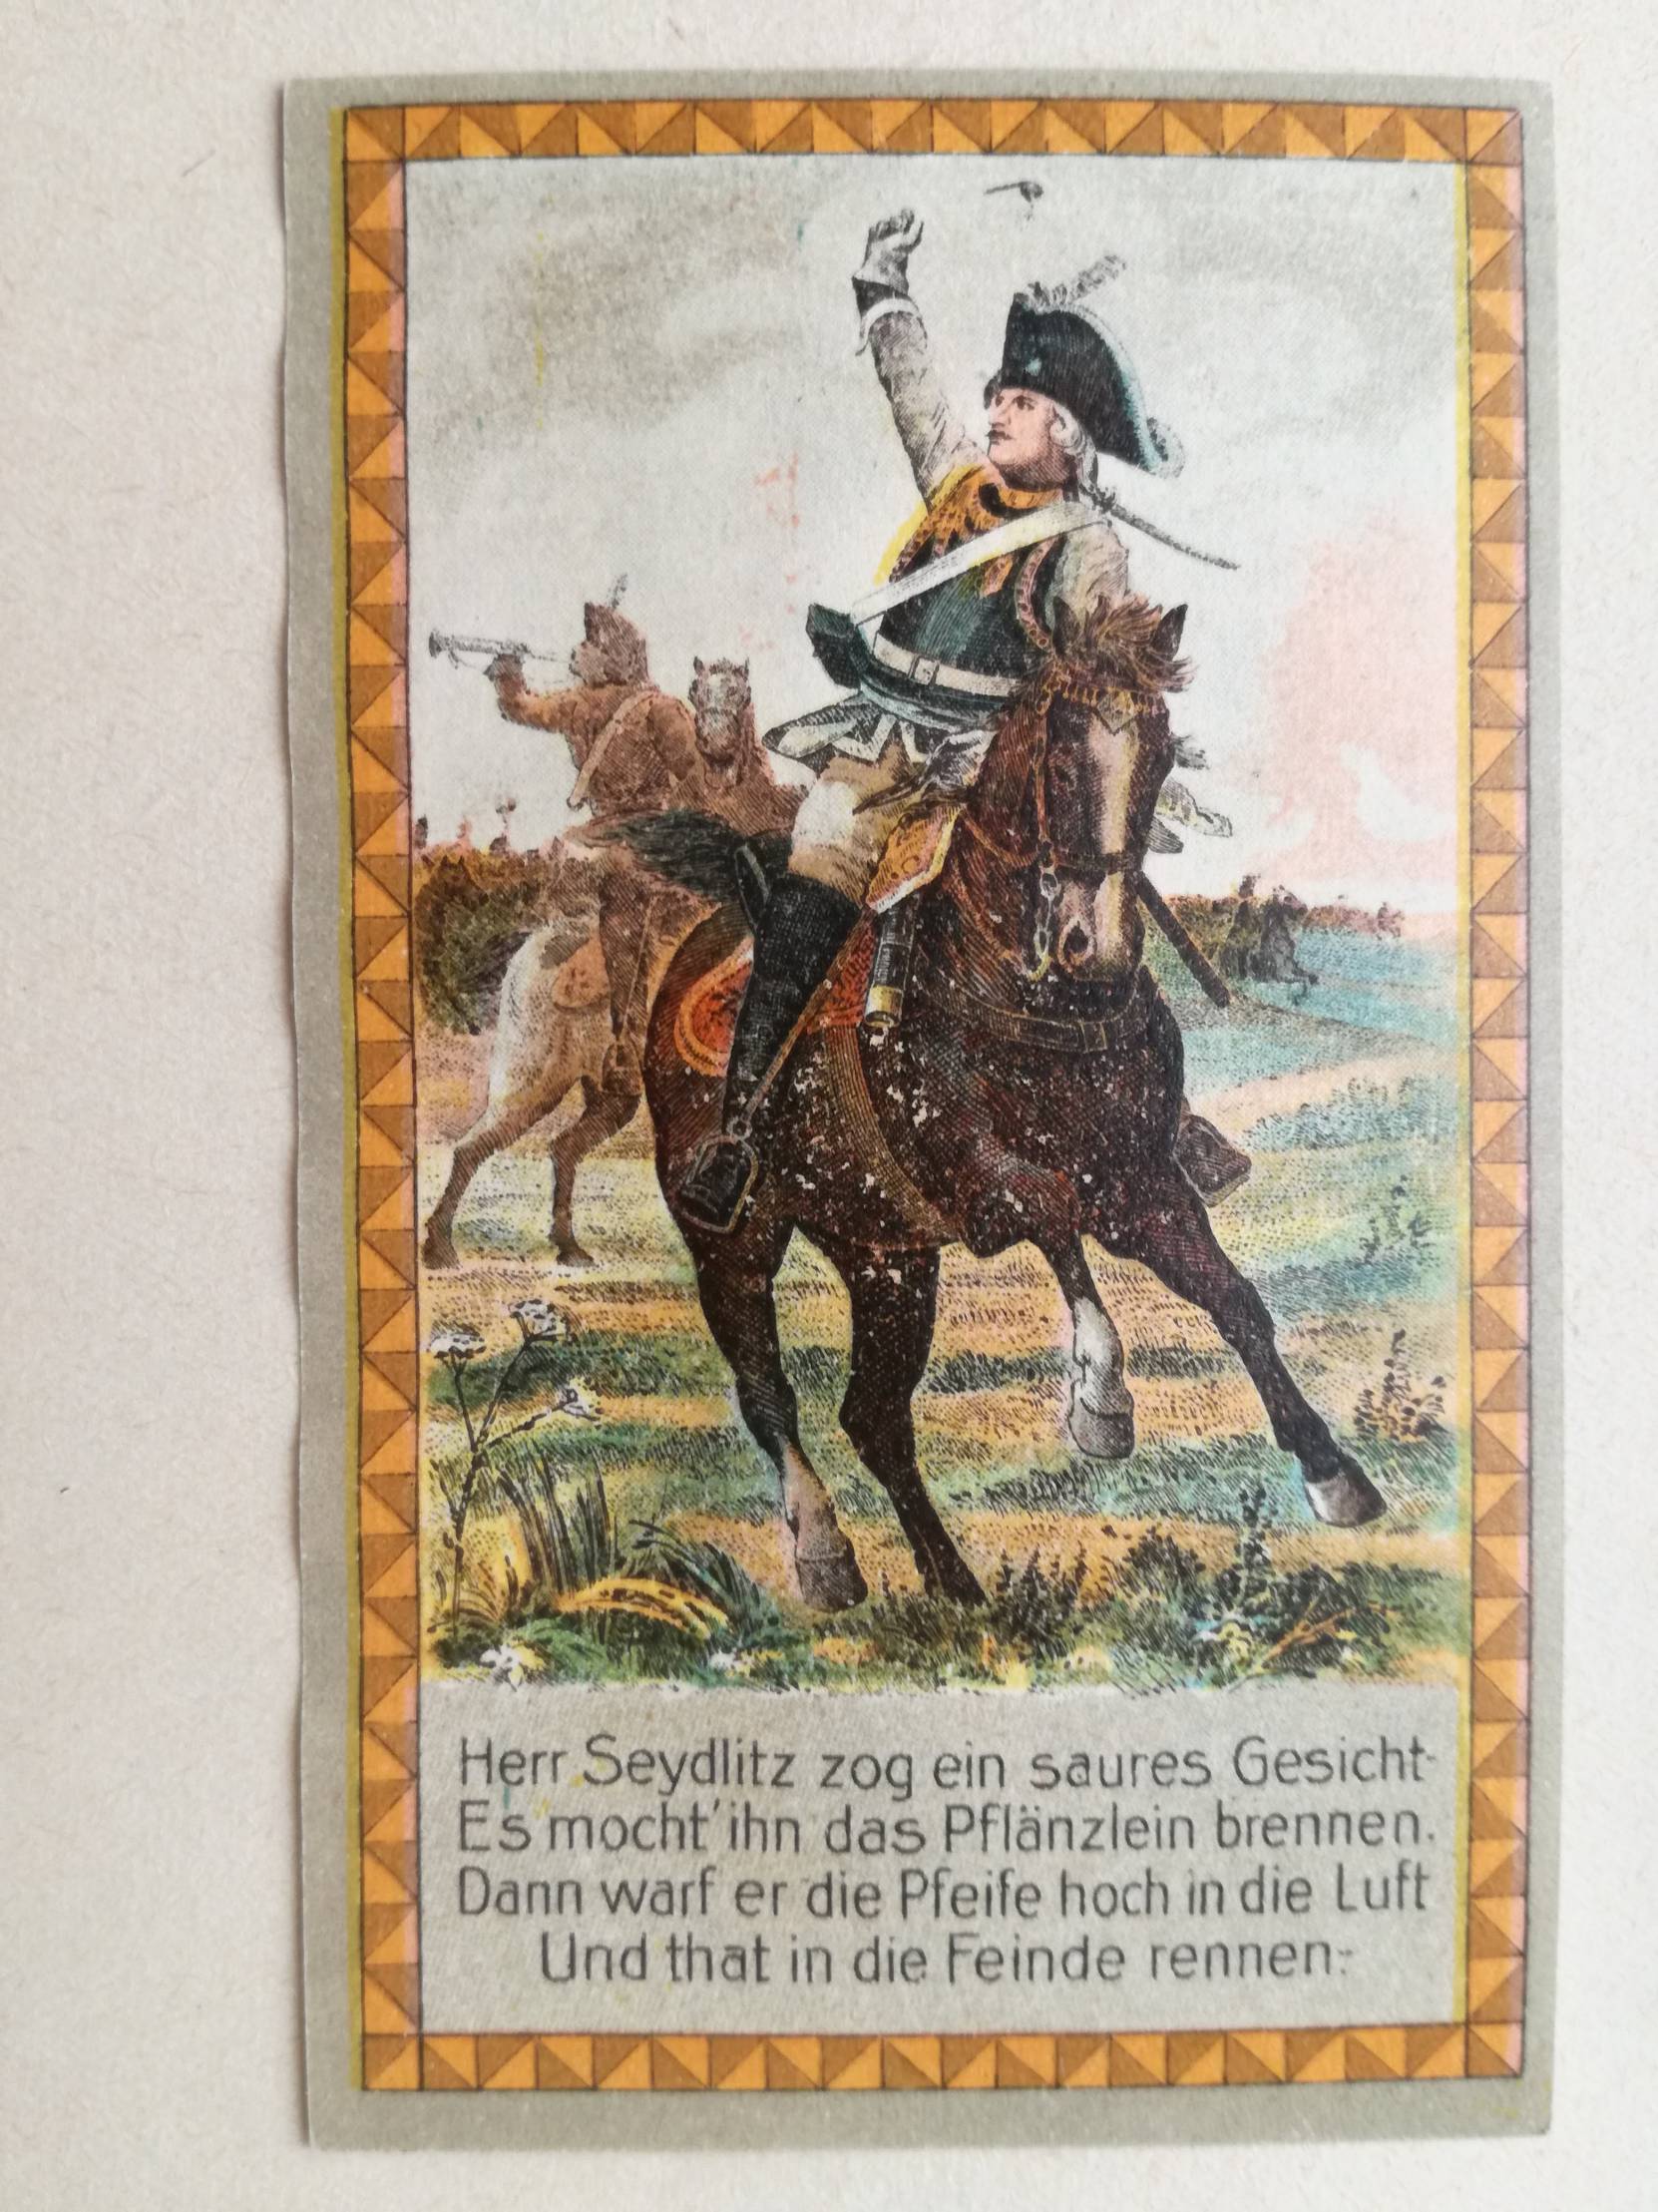 Herr Seydlitz zog ein saures Gesicht-
Es mocht' ihn das Pflänzlein brennen.
Dann warf er die Pfeife hoch in die Luft
Und that in die Feinde rennen:-